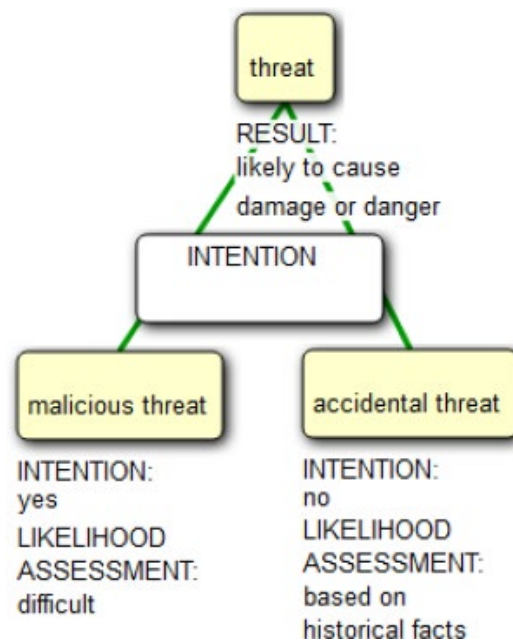 threat
RESULT:
likely to cause
damage or danger
INTENTION
malicious threat
INTENTION:
yes
LIKELIHOOD
ASSESSMENT:
difficult
accidental threat
INTENTION:
no
LIKELIHOOD
ASSESSMENT:
based on
historical facts